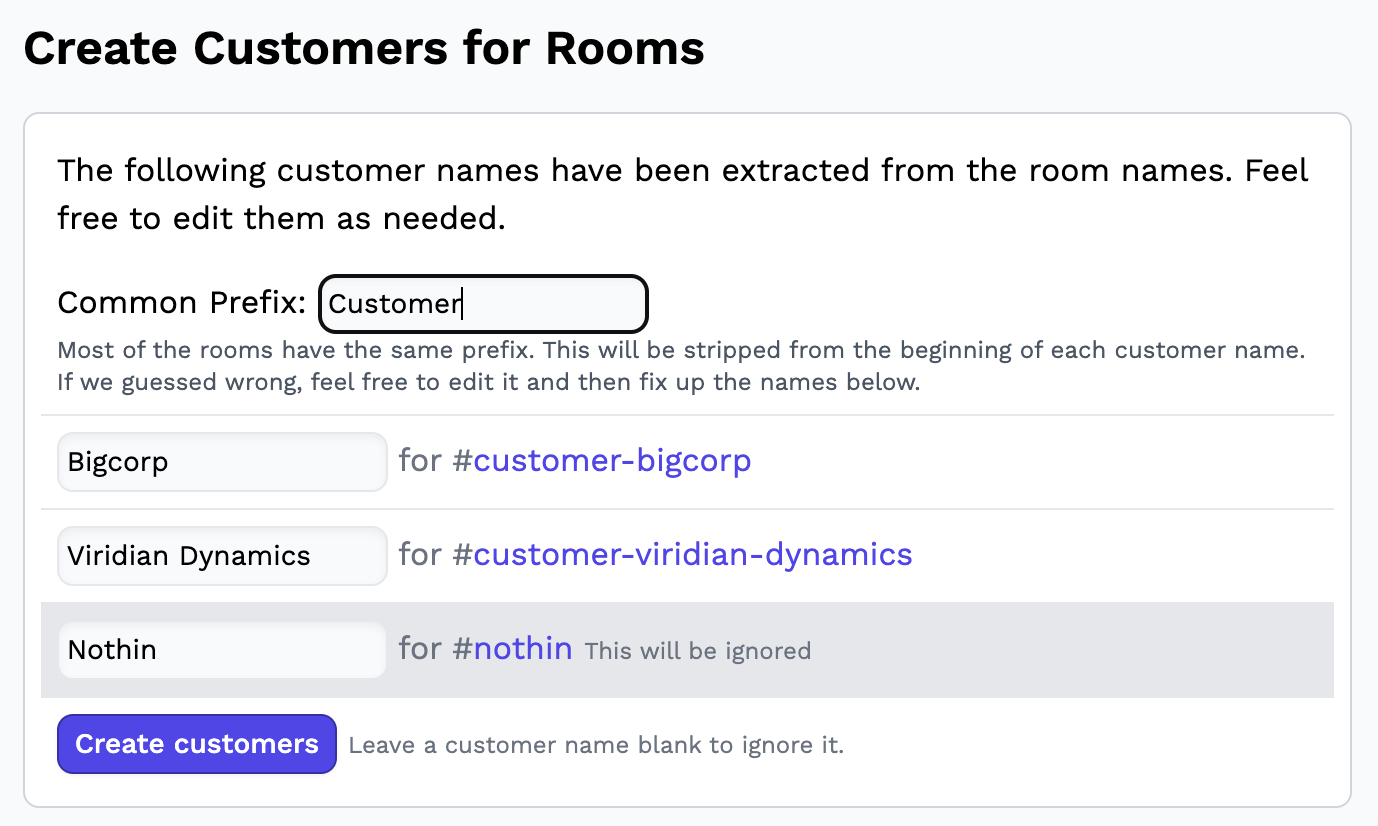 Create Customers for Rooms
The following customer names have been extracted from the room names. Feel
free to edit them as needed.
Common Prefix: Customer
Most of the rooms have the same prefix. This will be stripped from the beginning of each customer name.
If we guessed wrong, feel free to edit it and then fix up the names below.
Bigcorp for #customer-bigcorp
Viridian Dynamics for #customer-viridian-dynamics
Nothin for #nothin This will be ignored
Create customers Leave a customer name blank to ignore it.